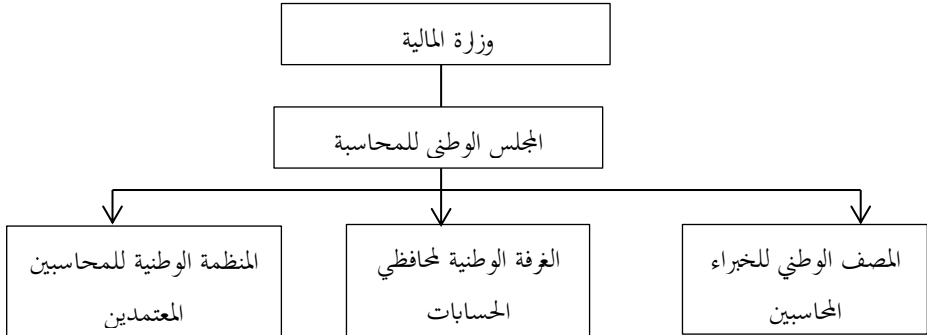 وزارة المالية
المجلس الوطني للمحاسبة
المصف الوطني للخبراء
المحاسبين
الغرفة الوطنية لمحافظي
الحسابات
المنظمة الوطنية للمحاسبين
المعتمدين